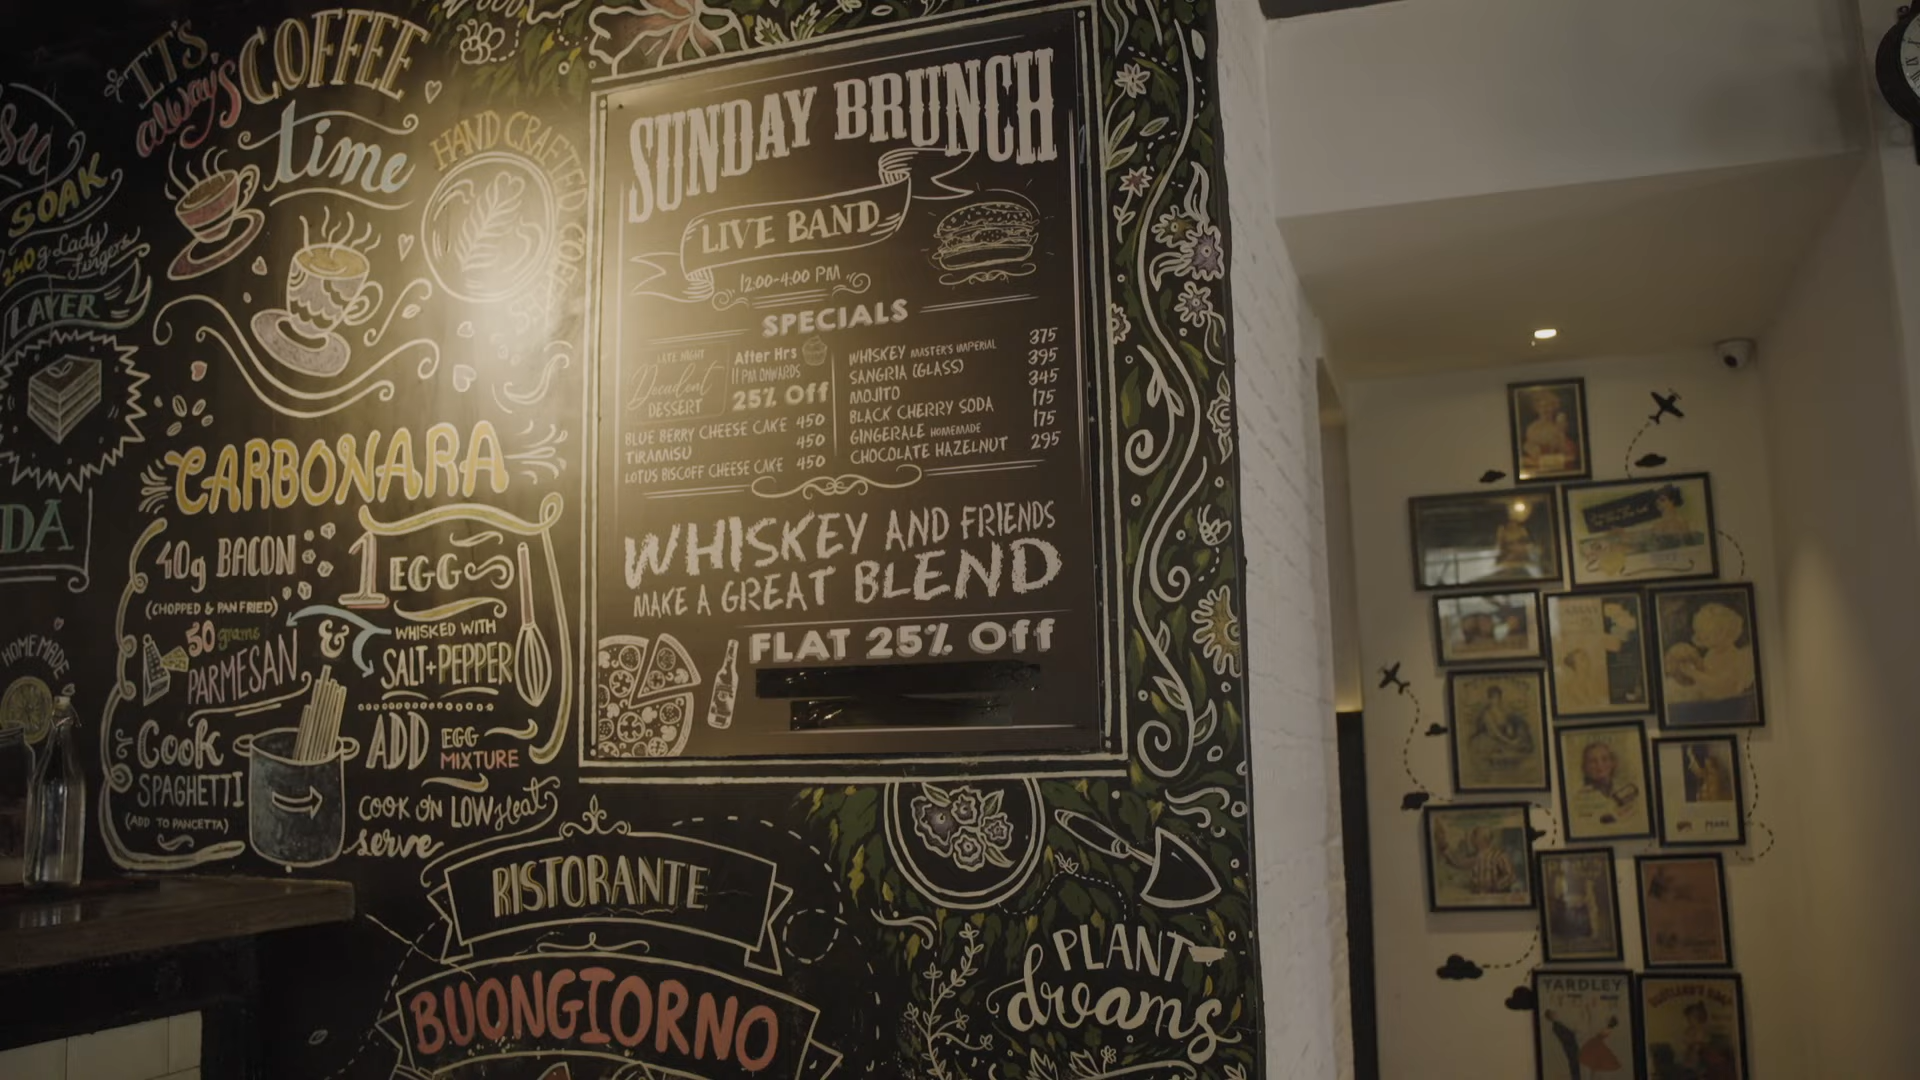 IT'S
always
COFFEE
time
HAND CRAFTED
SOAK
240g Lady
Fingers
LAYER
DA
HOMEMADE
CARBONARA
40g BACON
(CHOPPED & PAN FRIED)
50 grams
PARMESAN
&
1 EGG
WHISKED WITH
SALT+PEPPER
Cook
SPAGHETTI
(ADD TO PANCETTA)
ADD EGG
MIXTURE
COOK ON LOW Heat
serve
RISTORANTE
BUONGIORNO
SUNDAY BRUNCH
LIVE BAND
12:00-4:00 PM
SPECIALS
LATE NIGHT
Decadent
DESSERT
After Hrs
11 PM ONWARDS
25% Off
BLUE BERRY CHEESE CAKE 450
TIRAMISU 450
LOTUS BISCOFF CHEESE CAKE 450
WHISKEY MASTER'S IMPERIAL 375
SANGRIA (GLASS) 395
MOJITO 345
BLACK CHERRY SODA 175
GINGERALE HOMEMADE 175
CHOCOLATE HAZELNUT 295
WHISKEY AND FRIENDS
MAKE A GREAT BLEND
FLAT 25% Off
PLANT
dreams
YARDLEY